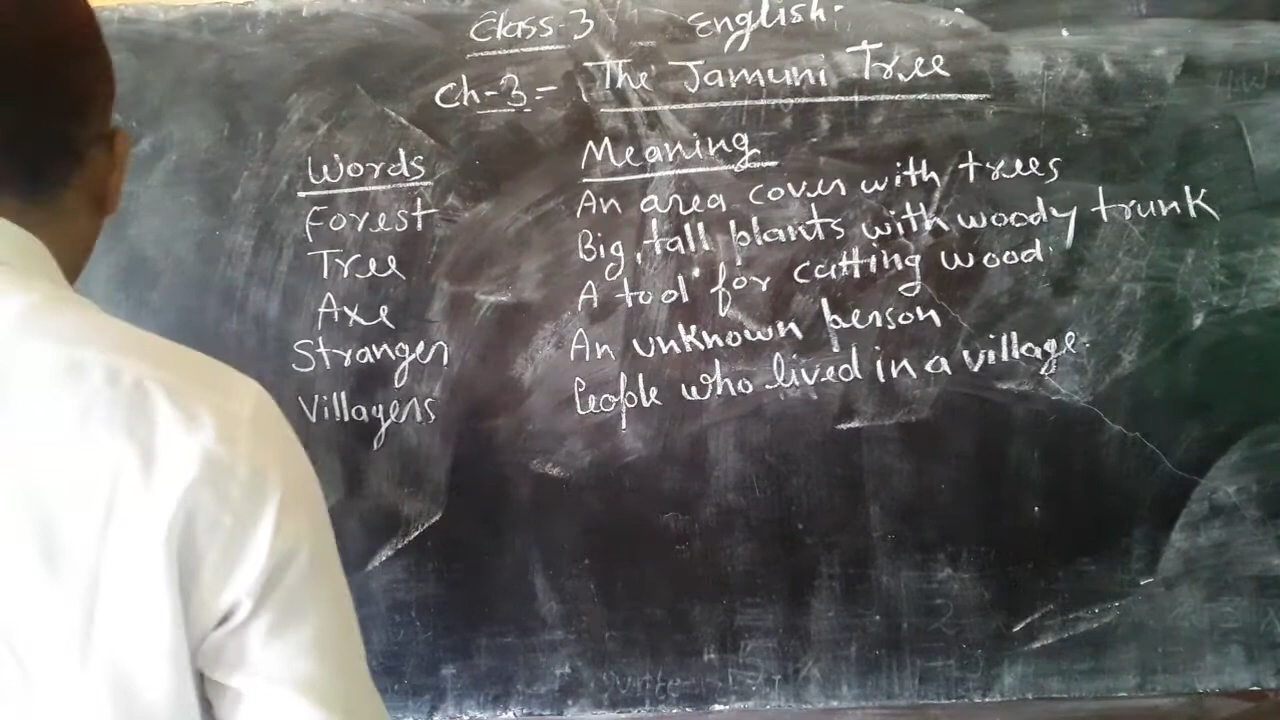 Class-3 English.
Ch-3:- The Jamuni Tree
Words Meaning
Forest An area cover with trees
Tree Big, tall plants with woody trunk
Axe A tool for cutting wood.
Stranger An unknown person
Villagers People who lived in a village.